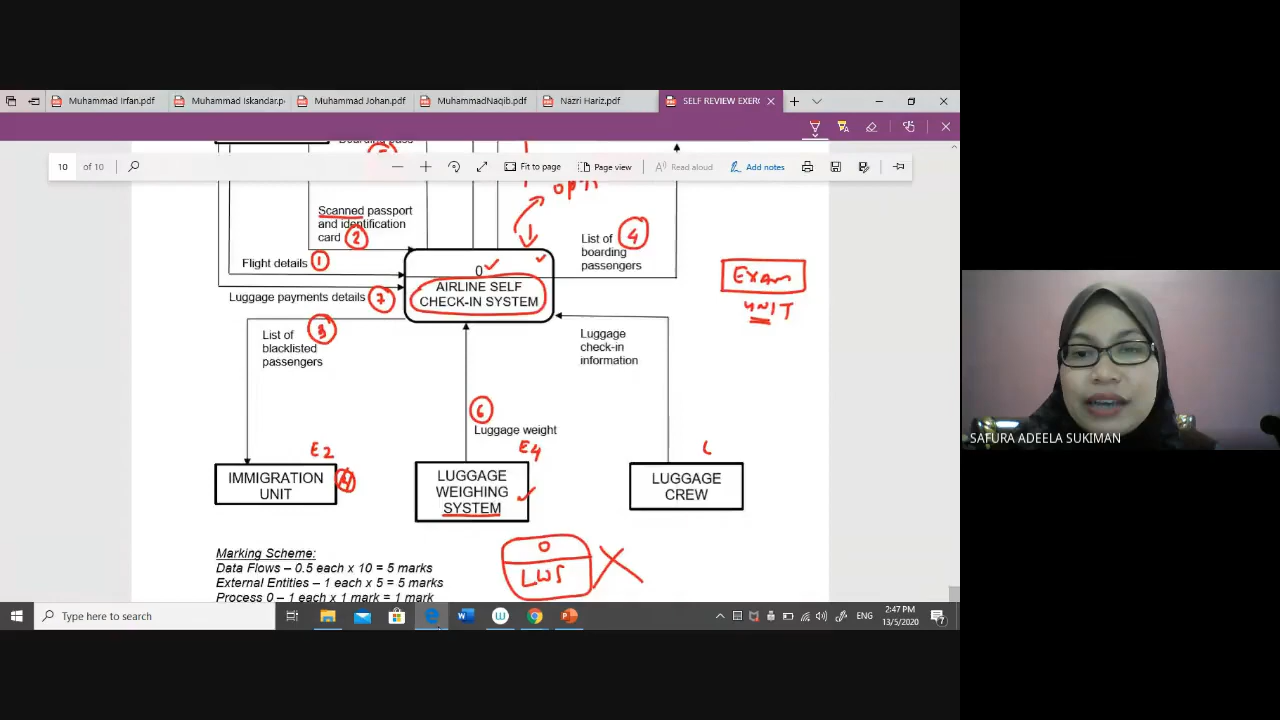 Muhammad Irfan.pdf
Muhammad Iskandar.p
Muhammad Johan.pdf
MuhammadNaqib.pdf
Nazri Hariz.pdf
SELF REVIEW EXER
10 of 10
Fit to page
Page view
Read aloud
Add notes
Boarding pass
Scanned passport
and identification
card 2
Flight details 1
Luggage payments details 7
0
AIRLINE SELF
CHECK-IN SYSTEM
List of 4
boarding
passengers
Exam
UNIT
List of 3
blacklisted
passengers
Luggage
check-in
information
6
Luggage weight
E2
E4
IMMIGRATION
UNIT
LUGGAGE
WEIGHING
SYSTEM
LUGGAGE
CREW
SAFURA ADEELA SUKIMAN
Marking Scheme:
Data Flows – 0.5 each x 10 = 5 marks
External Entities – 1 each x 5 = 5 marks
Process 0 – 1 each x 1 mark = 1 mark
0
LWS
Type here to search
ENG
2:47 PM
13/5/2020